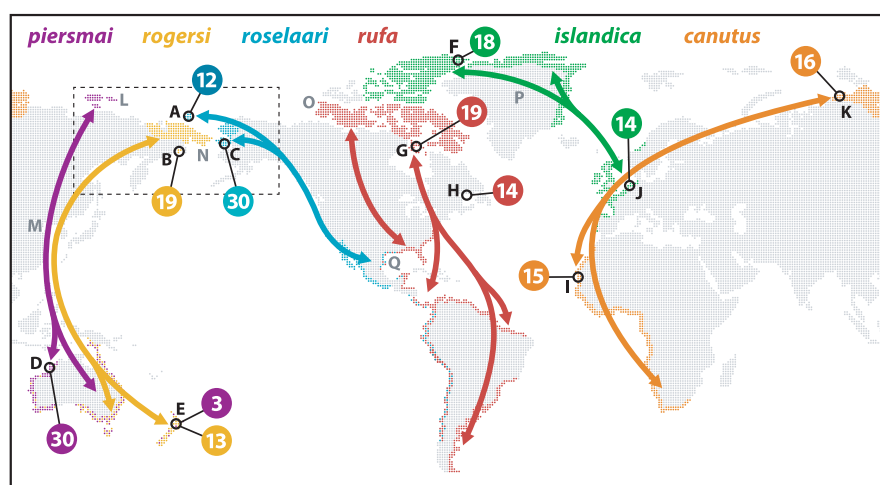 piersmai rogersi roselaari rufa islandica canutus
F 18
16
12
L O P
K
A 19
14
G
B N C
H 14 J
19 30
M
Q
15 I
D
E 3
30 13